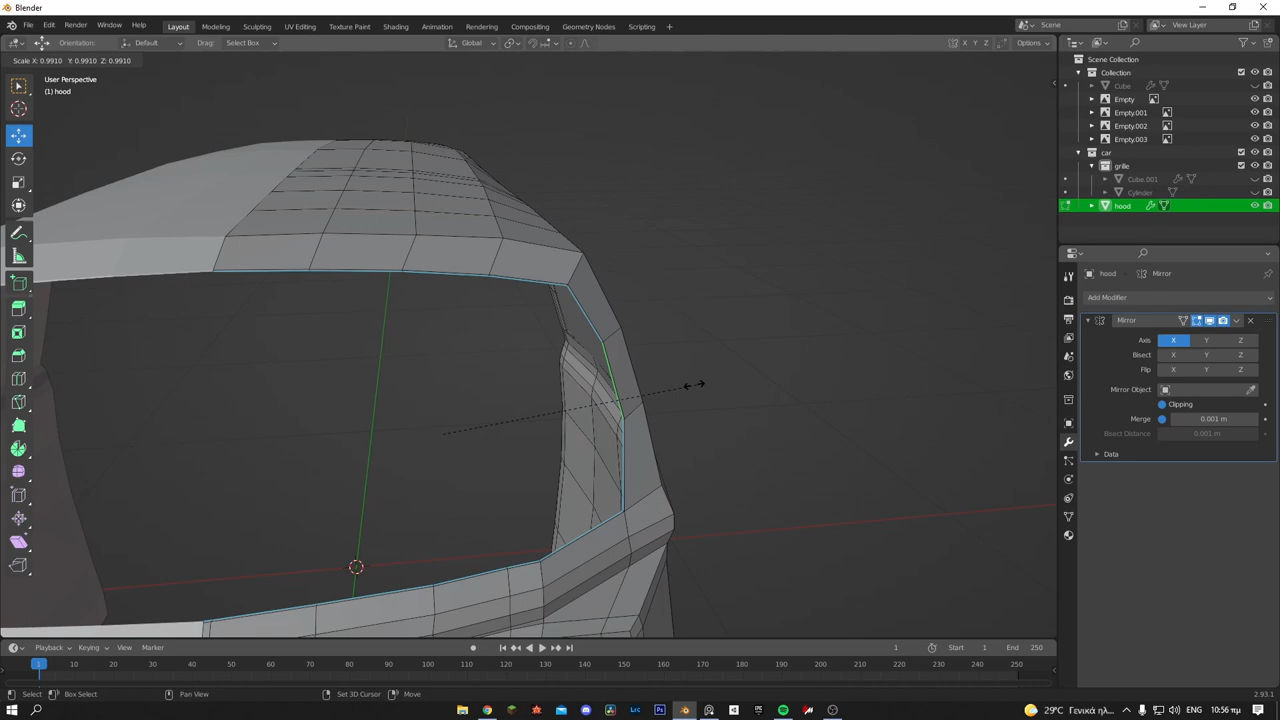 Blender
File Edit Render Window Help
Layout Modeling Sculpting UV Editing Texture Paint Shading Animation Rendering Compositing Geometry Nodes Scripting +
Scene
View Layer
Orientation: Default Drag: Select Box
Global
X Y Z Options
Scale X: 0.9910 Y: 0.9910 Z: 0.9910
User Perspective
(1) hood
Scene Collection
Collection
Cube
Empty
Empty.001
Empty.002
Empty.003
car
grille
Cube.001
Cylinder
hood
hood Mirror
Add Modifier
Mirror
Axis X Y Z
Bisect X Y Z
Flip X Y Z
Mirror Object
Clipping
Merge 0.001 m
Bisect Distance 0.001 m
Data
Playback Keying View Marker
1 Start 1 End 250
1 10 20 30 40 50 60 70 80 90 100 110 120 130 140 150 160 170 180 190 200 210 220 230 240 250
Select Box Select Pan View Set 3D Cursor Move
2.93.1
29°C Γενικά ηλ... ΕΝG 10:56 πμ